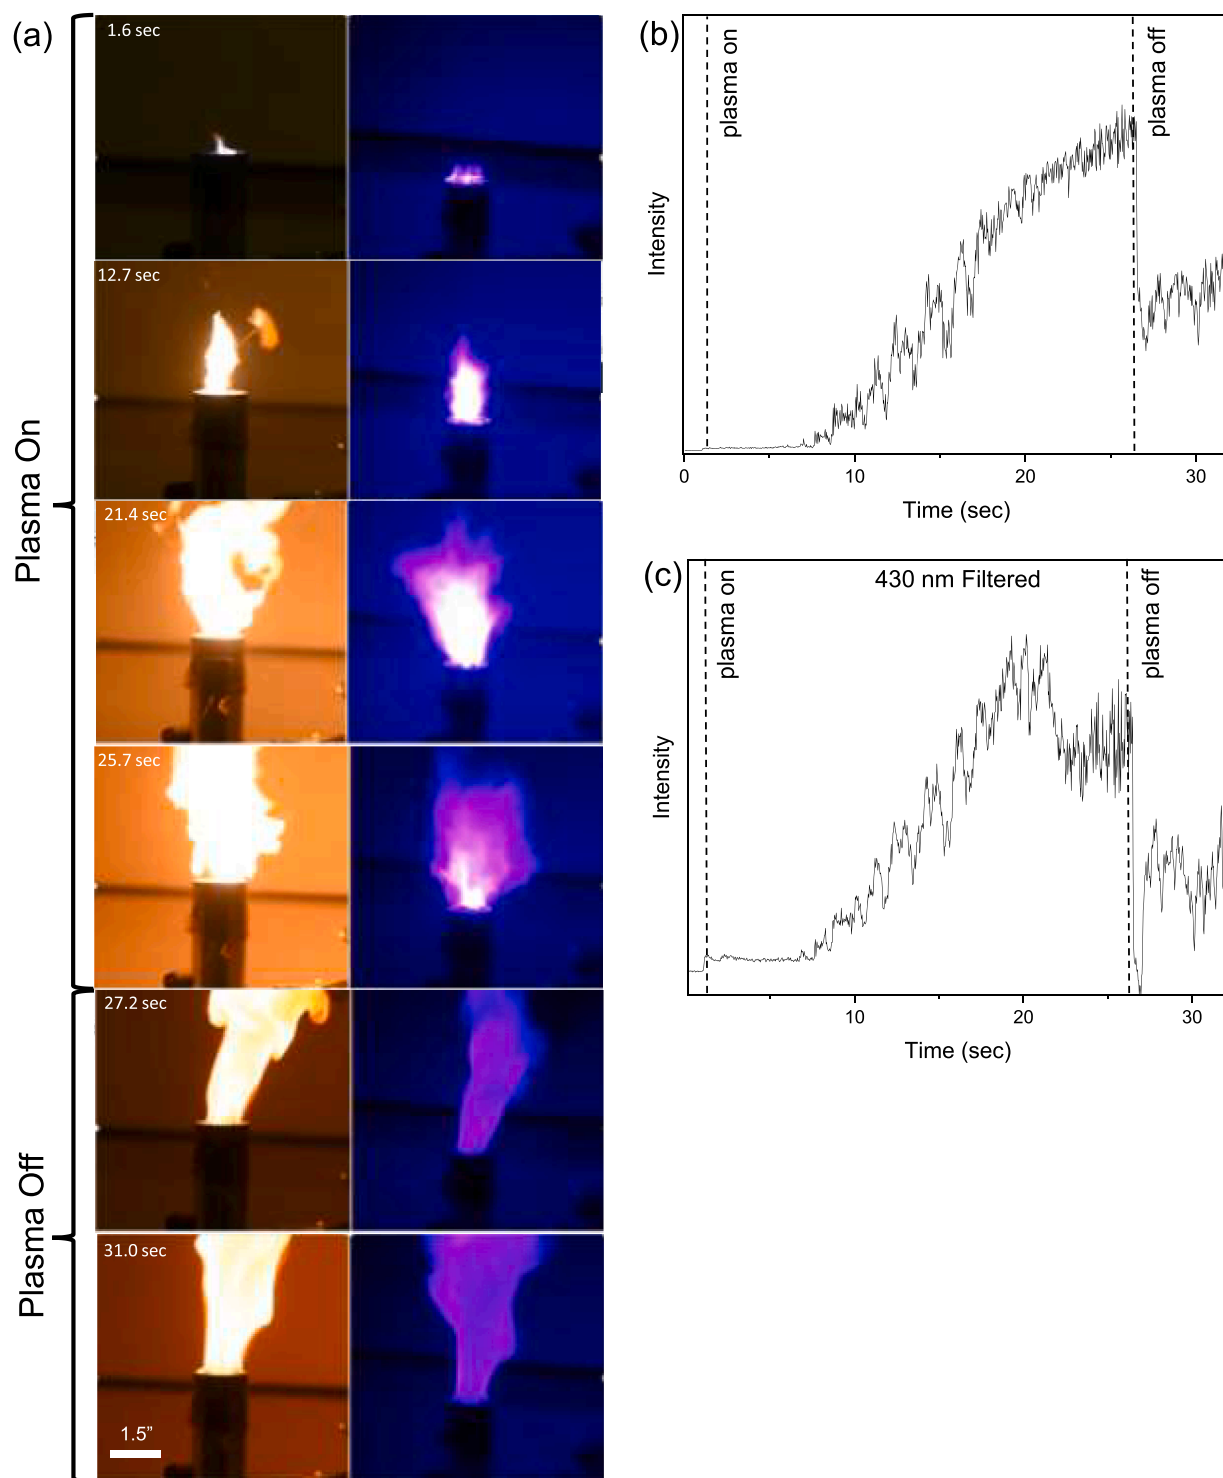 (a)
Plasma On
Plasma Off
1.6 sec
12.7 sec
21.4 sec
25.7 sec
27.2 sec
31.0 sec
1.5”
(b)
plasma on
plasma off
Intensity
0
10
20
30
Time (sec)
(c)
430 nm Filtered
plasma on
plasma off
Intensity
10
20
30
Time (sec)